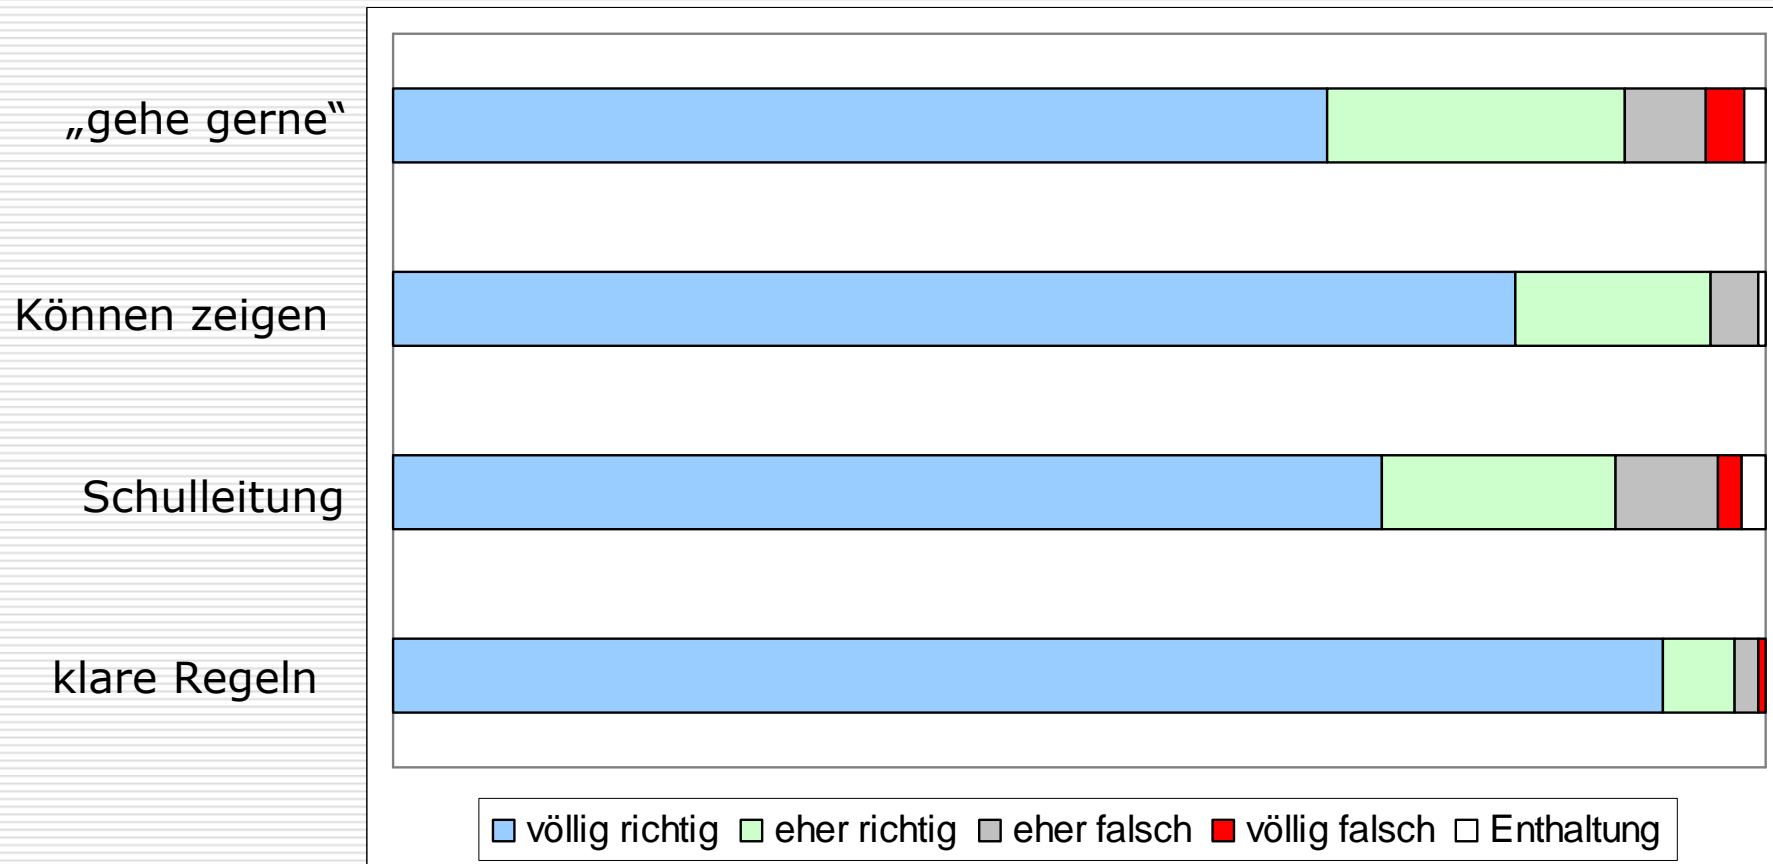 „gehe gerne“
Können zeigen
Schulleitung
klare Regeln
völlig richtig eher richtig eher falsch völlig falsch Enthaltung